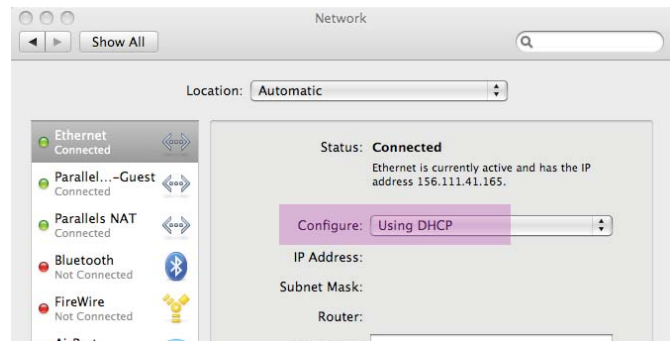 Network
Show All
Location: Automatic
Ethernet
Connected
Parallel...-Guest
Connected
Parallels NAT
Connected
Bluetooth
Not Connected
FireWire
Not Connected
Status: Connected
Ethernet is currently active and has the IP
address 156.111.41.165.
Configure: Using DHCP
IP Address:
Subnet Mask:
Router: